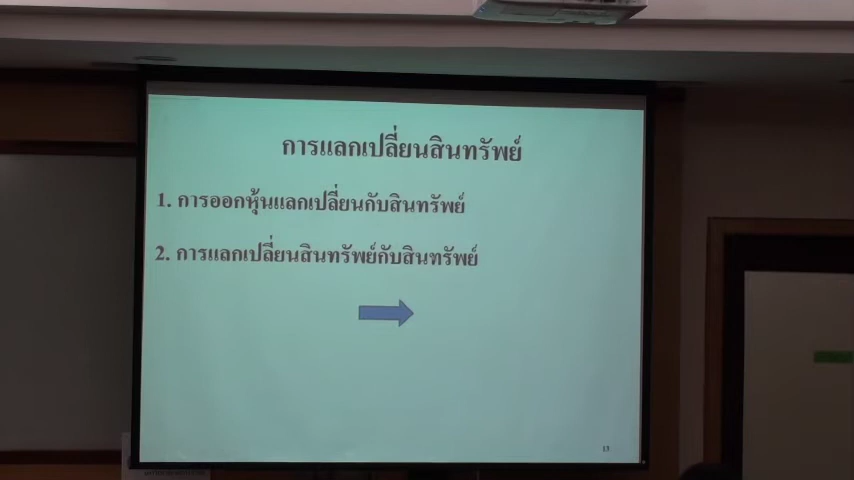 การแลกเปลี่ยนสินทรัพย์
1. การออกหุ้นแลกเปลี่ยนกับสินทรัพย์
2. การแลกเปลี่ยนสินทรัพย์กับสินทรัพย์
13